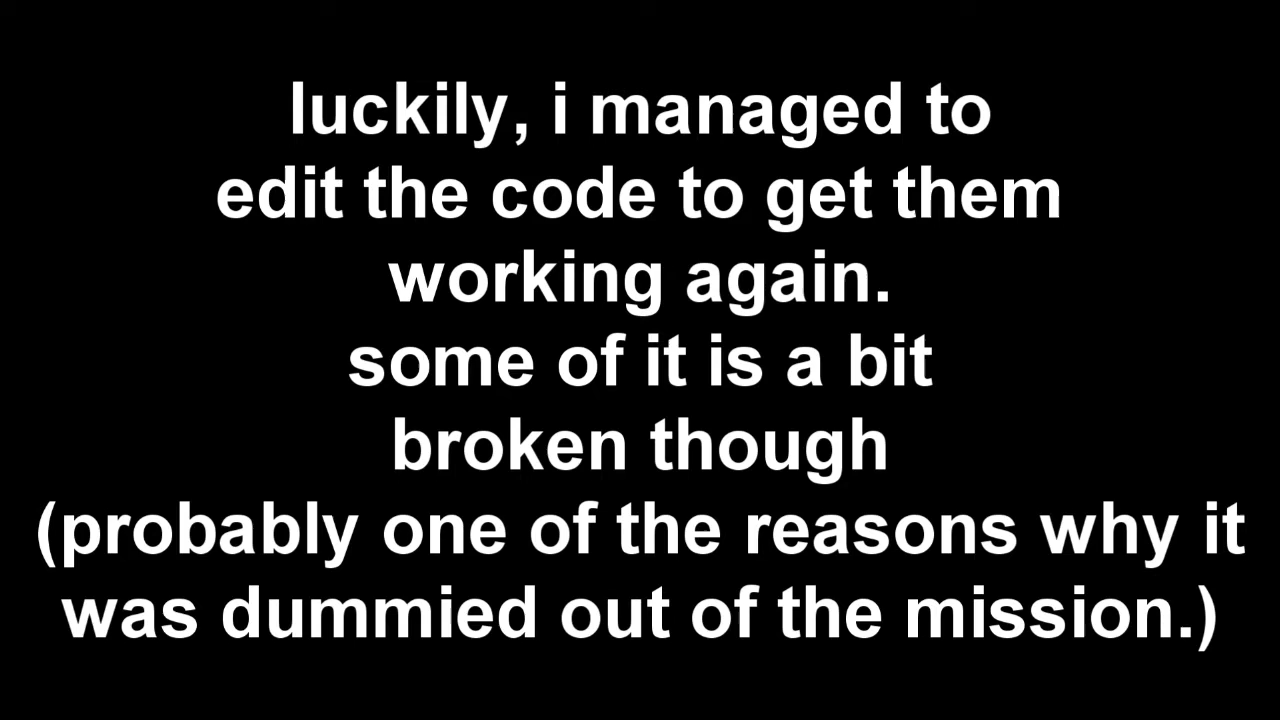 luckily, i managed to
edit the code to get them
working again.
some of it is a bit
broken though
(probably one of the reasons why it
was dummied out of the mission.)